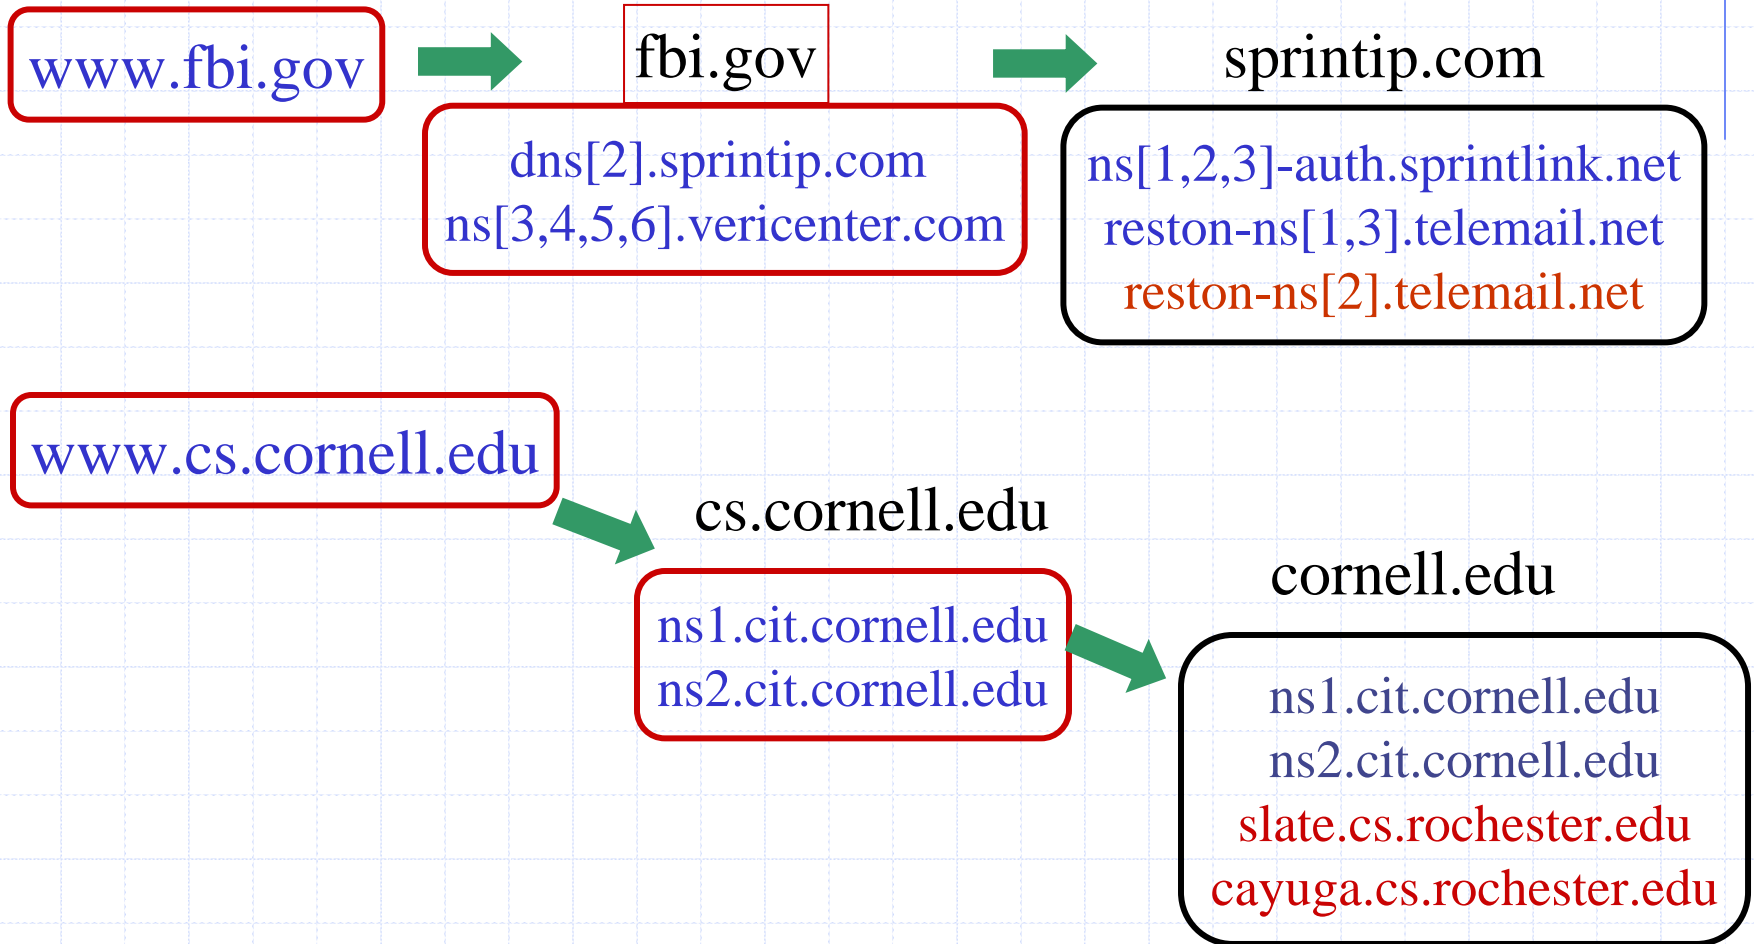 www.fbi.gov
fbi.gov
sprintip.com
dns[2].sprintip.com
ns[3,4,5,6].vericenter.com
ns[1,2,3]-auth.sprintlink.net
reston-ns[1,3].telemail.net
reston-ns[2].telemail.net
www.cs.cornell.edu
cs.cornell.edu
ns1.cit.cornell.edu
ns2.cit.cornell.edu
cornell.edu
ns1.cit.cornell.edu
ns2.cit.cornell.edu
slate.cs.rochester.edu
cayuga.cs.rochester.edu